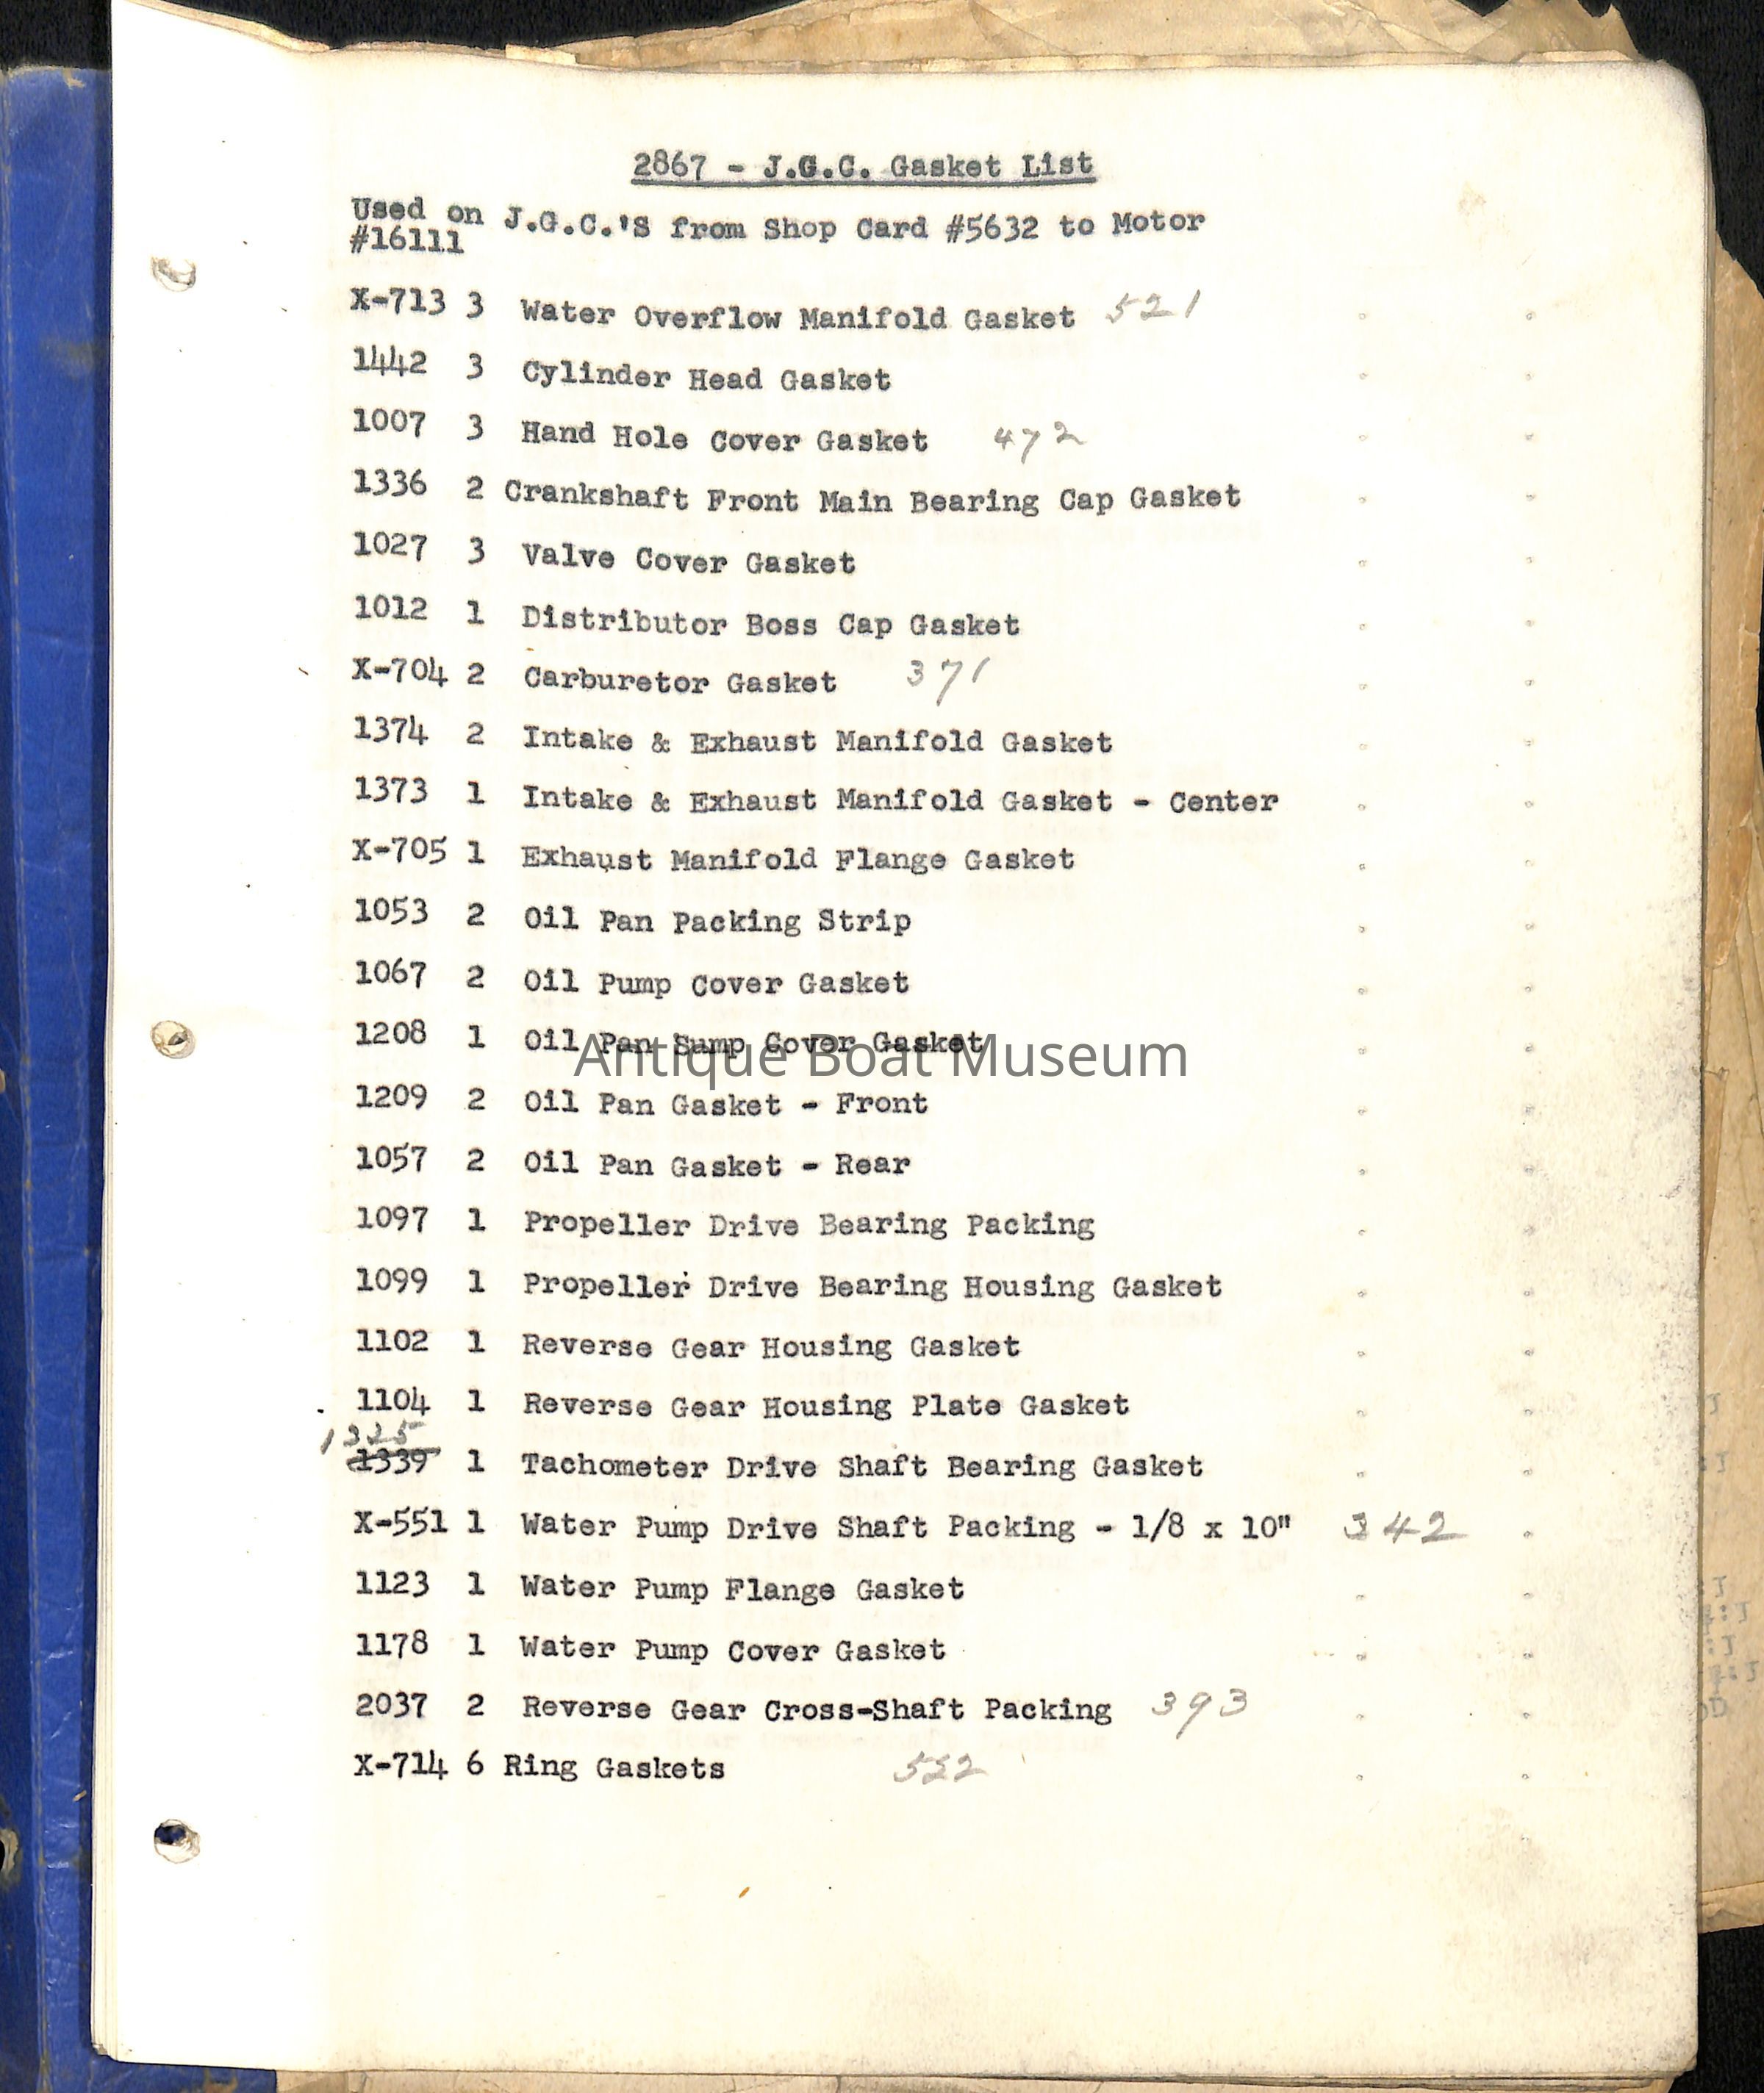 2867 - J.G.C. Gasket List
Used on J.G.C.'S from Shop Card #5632 to Motor
#16111
X-713 3 Water Overflow Manifold Gasket 521
1442 3 Cylinder Head Gasket
1007 3 Hand Hole Cover Gasket 472
1336 2 Crankshaft Front Main Bearing Cap Gasket
1027 3 Valve Cover Gasket
1012 1 Distributor Boss Cap Gasket
X-704 2 Carburetor Gasket 371
1374 2 Intake & Exhaust Manifold Gasket
1373 1 Intake & Exhaust Manifold Gasket - Center
X-705 1 Exhaust Manifold Flange Gasket
1053 2 Oil Pan Packing Strip
1067 2 Oil Pump Cover Gasket
1208 1 Oil Pan Sump Cover Gasket
Antique Boat Museum
1209 2 Oil Pan Gasket - Front
1057 2 Oil Pan Gasket - Rear
1097 1 Propeller Drive Bearing Packing
1099 1 Propeller Drive Bearing Housing Gasket
1102 1 Reverse Gear Housing Gasket
1104 1 Reverse Gear Housing Plate Gasket
1325
1339 1 Tachometer Drive Shaft Bearing Gasket
X-551 1 Water Pump Drive Shaft Packing - 1/8 x 10" 342
1123 1 Water Pump Flange Gasket
1178 1 Water Pump Cover Gasket
2037 2 Reverse Gear Cross-Shaft Packing 393
X-714 6 Ring Gaskets 522